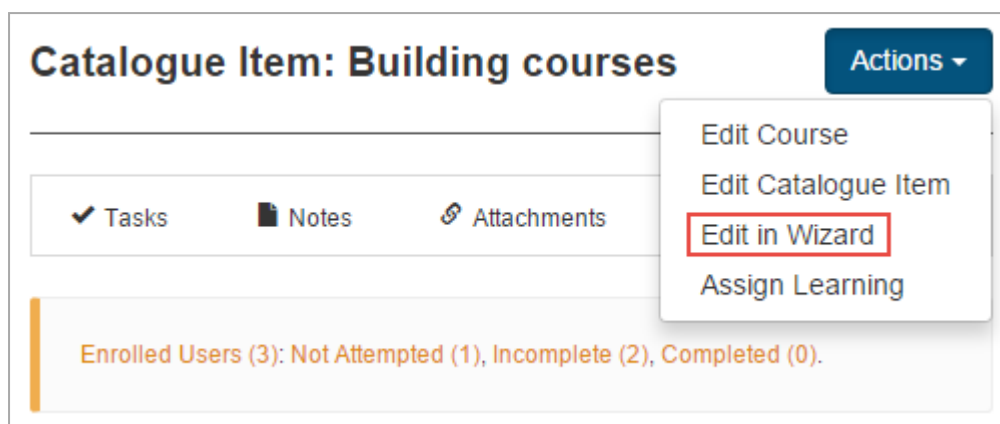 Catalogue Item: Building courses
Actions
Edit Course
Edit Catalogue Item
Edit in Wizard
Assign Learning
Tasks Notes Attachments
Enrolled Users (3): Not Attempted (1), Incomplete (2), Completed (0).